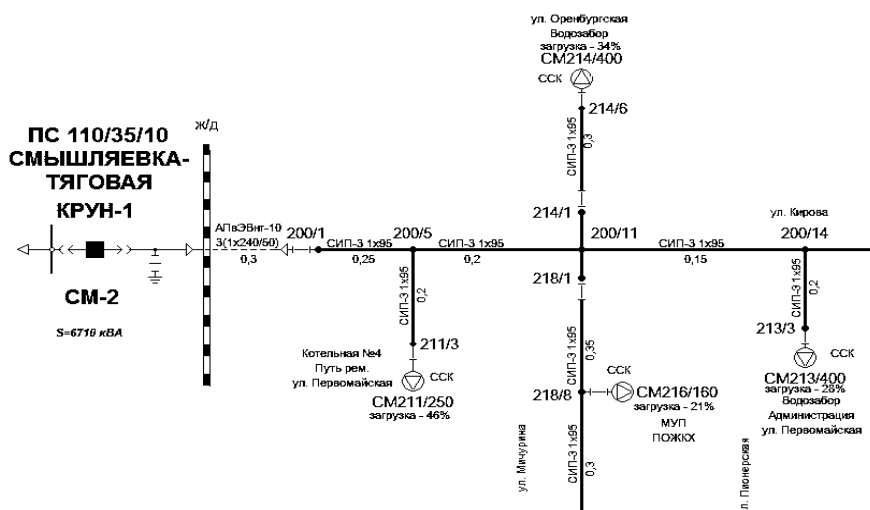 ул. Оренбургская
Водозабор
загрузка - 34%
СМ214/400
ССК
214/6
СИП-3 1х95
0,3
214/1
ж/д
ПС 110/35/10
СМЫШЛЯЕВКА-
ТЯГОВАЯ
КРУН-1
СМ-2
S=6719 кВА
АПвЭВнг-10
3(1х240/50)
0,3
200/1
СИП-3 1х95
0,25
200/5
СИП-3 1х95
0,2
200/11
СИП-3 1х95
0,15
ул. Кирова
200/14
СИП-3 1х95
0,2
211/3
Котельная №4
Путь рем.
ул. Первомайская
ССК
СМ211/250
загрузка - 46%
218/1
СИП-3 1х95
0,35
218/8
ССК
СМ216/160
загрузка - 21%
МУП
ПОЖКХ
СИП-3 1х95
0,3
ул. Мичурина
л. Пионерская
СИП-3 1х95
0,2
213/3
ССК
СМ213/400
загрузка - 28%
Водозабор
Администрация
ул. Первомайская